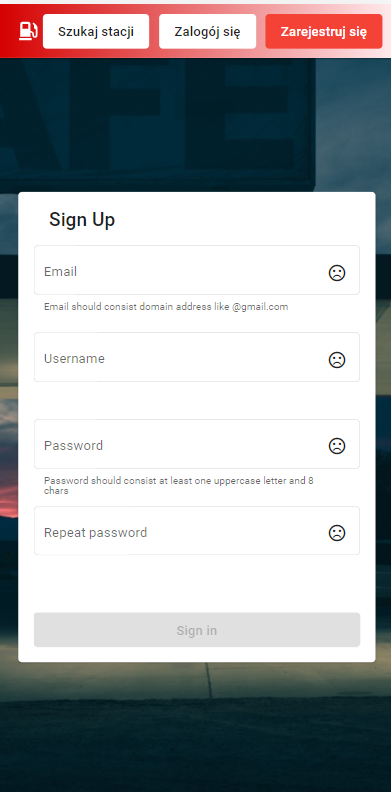 Szukaj stacji
Zalogój się
Zarejestruj się
Sign Up
Email
Email should consist domain address like @gmail.com
Username
Password
Password should consist at least one uppercase letter and 8
chars
Repeat password
Sign in